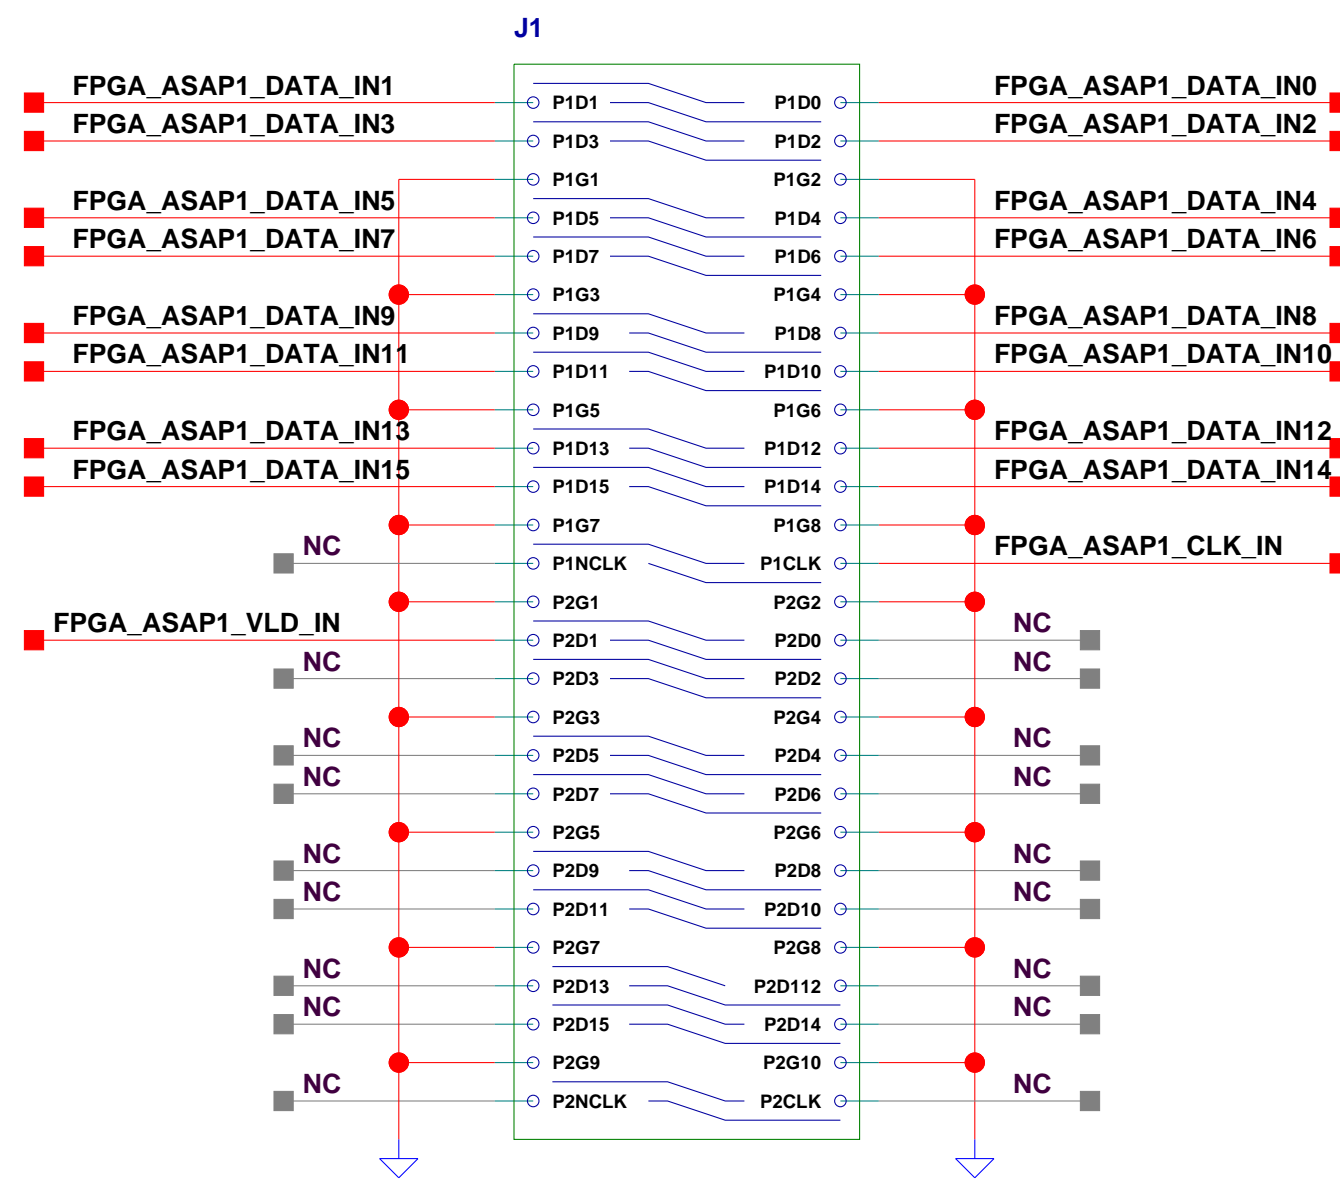 J1
FPGA_ASAP1_DATA_IN1 P1D1 P1D0 FPGA_ASAP1_DATA_IN0
FPGA_ASAP1_DATA_IN3 P1D3 P1D2 FPGA_ASAP1_DATA_IN2
P1G1 P1G2
FPGA_ASAP1_DATA_IN5 P1D5 P1D4 FPGA_ASAP1_DATA_IN4
FPGA_ASAP1_DATA_IN7 P1D7 P1D6 FPGA_ASAP1_DATA_IN6
P1G3 P1G4
FPGA_ASAP1_DATA_IN9 P1D9 P1D8 FPGA_ASAP1_DATA_IN8
FPGA_ASAP1_DATA_IN11 P1D11 P1D10 FPGA_ASAP1_DATA_IN10
P1G5 P1G6
FPGA_ASAP1_DATA_IN13 P1D13 P1D12 FPGA_ASAP1_DATA_IN12
FPGA_ASAP1_DATA_IN15 P1D15 P1D14 FPGA_ASAP1_DATA_IN14
P1G7 P1G8
NC P1NCLK P1CLK FPGA_ASAP1_CLK_IN
P2G1 P2G2
FPGA_ASAP1_VLD_IN P2D1 P2D0 NC
NC P2D3 P2D2 NC
P2G3 P2G4
NC P2D5 P2D4 NC
NC P2D7 P2D6 NC
P2G5 P2G6
NC P2D9 P2D8 NC
NC P2D11 P2D10 NC
P2G7 P2G8
NC P2D13 P2D112 NC
NC P2D15 P2D14 NC
P2G9 P2G10
NC P2NCLK P2CLK NC